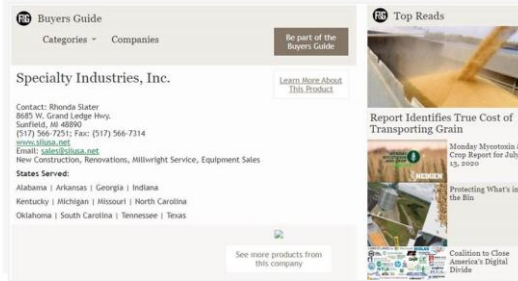 FJG Buyers Guide
Categories Companies
Be part of the
Buyers Guide
Specialty Industries, Inc.
Learn More About
This Product
Contact: Rhonda Slater
8685 W. Grand Ledge Hwy.
Sunfield, MI 48890
(517) 566-7251; Fax: (517) 566-7314
www.siiusa.net
Email: sales@siiusa.net
New Construction, Renovations, Millwright Service, Equipment Sales
States Served:
Alabama | Arkansas | Georgia | Indiana
Kentucky | Michigan | Missouri | North Carolina
Oklahoma | South Carolina | Tennessee | Texas
See more products from
this company
Top Reads
Report Identifies True Cost of
Transporting Grain
Monday Mycotoxin &
Crop Report for July
13, 2020
NEOGEN
Protecting What's in
the Bin
Coalition to Close
America's Digital
Divide